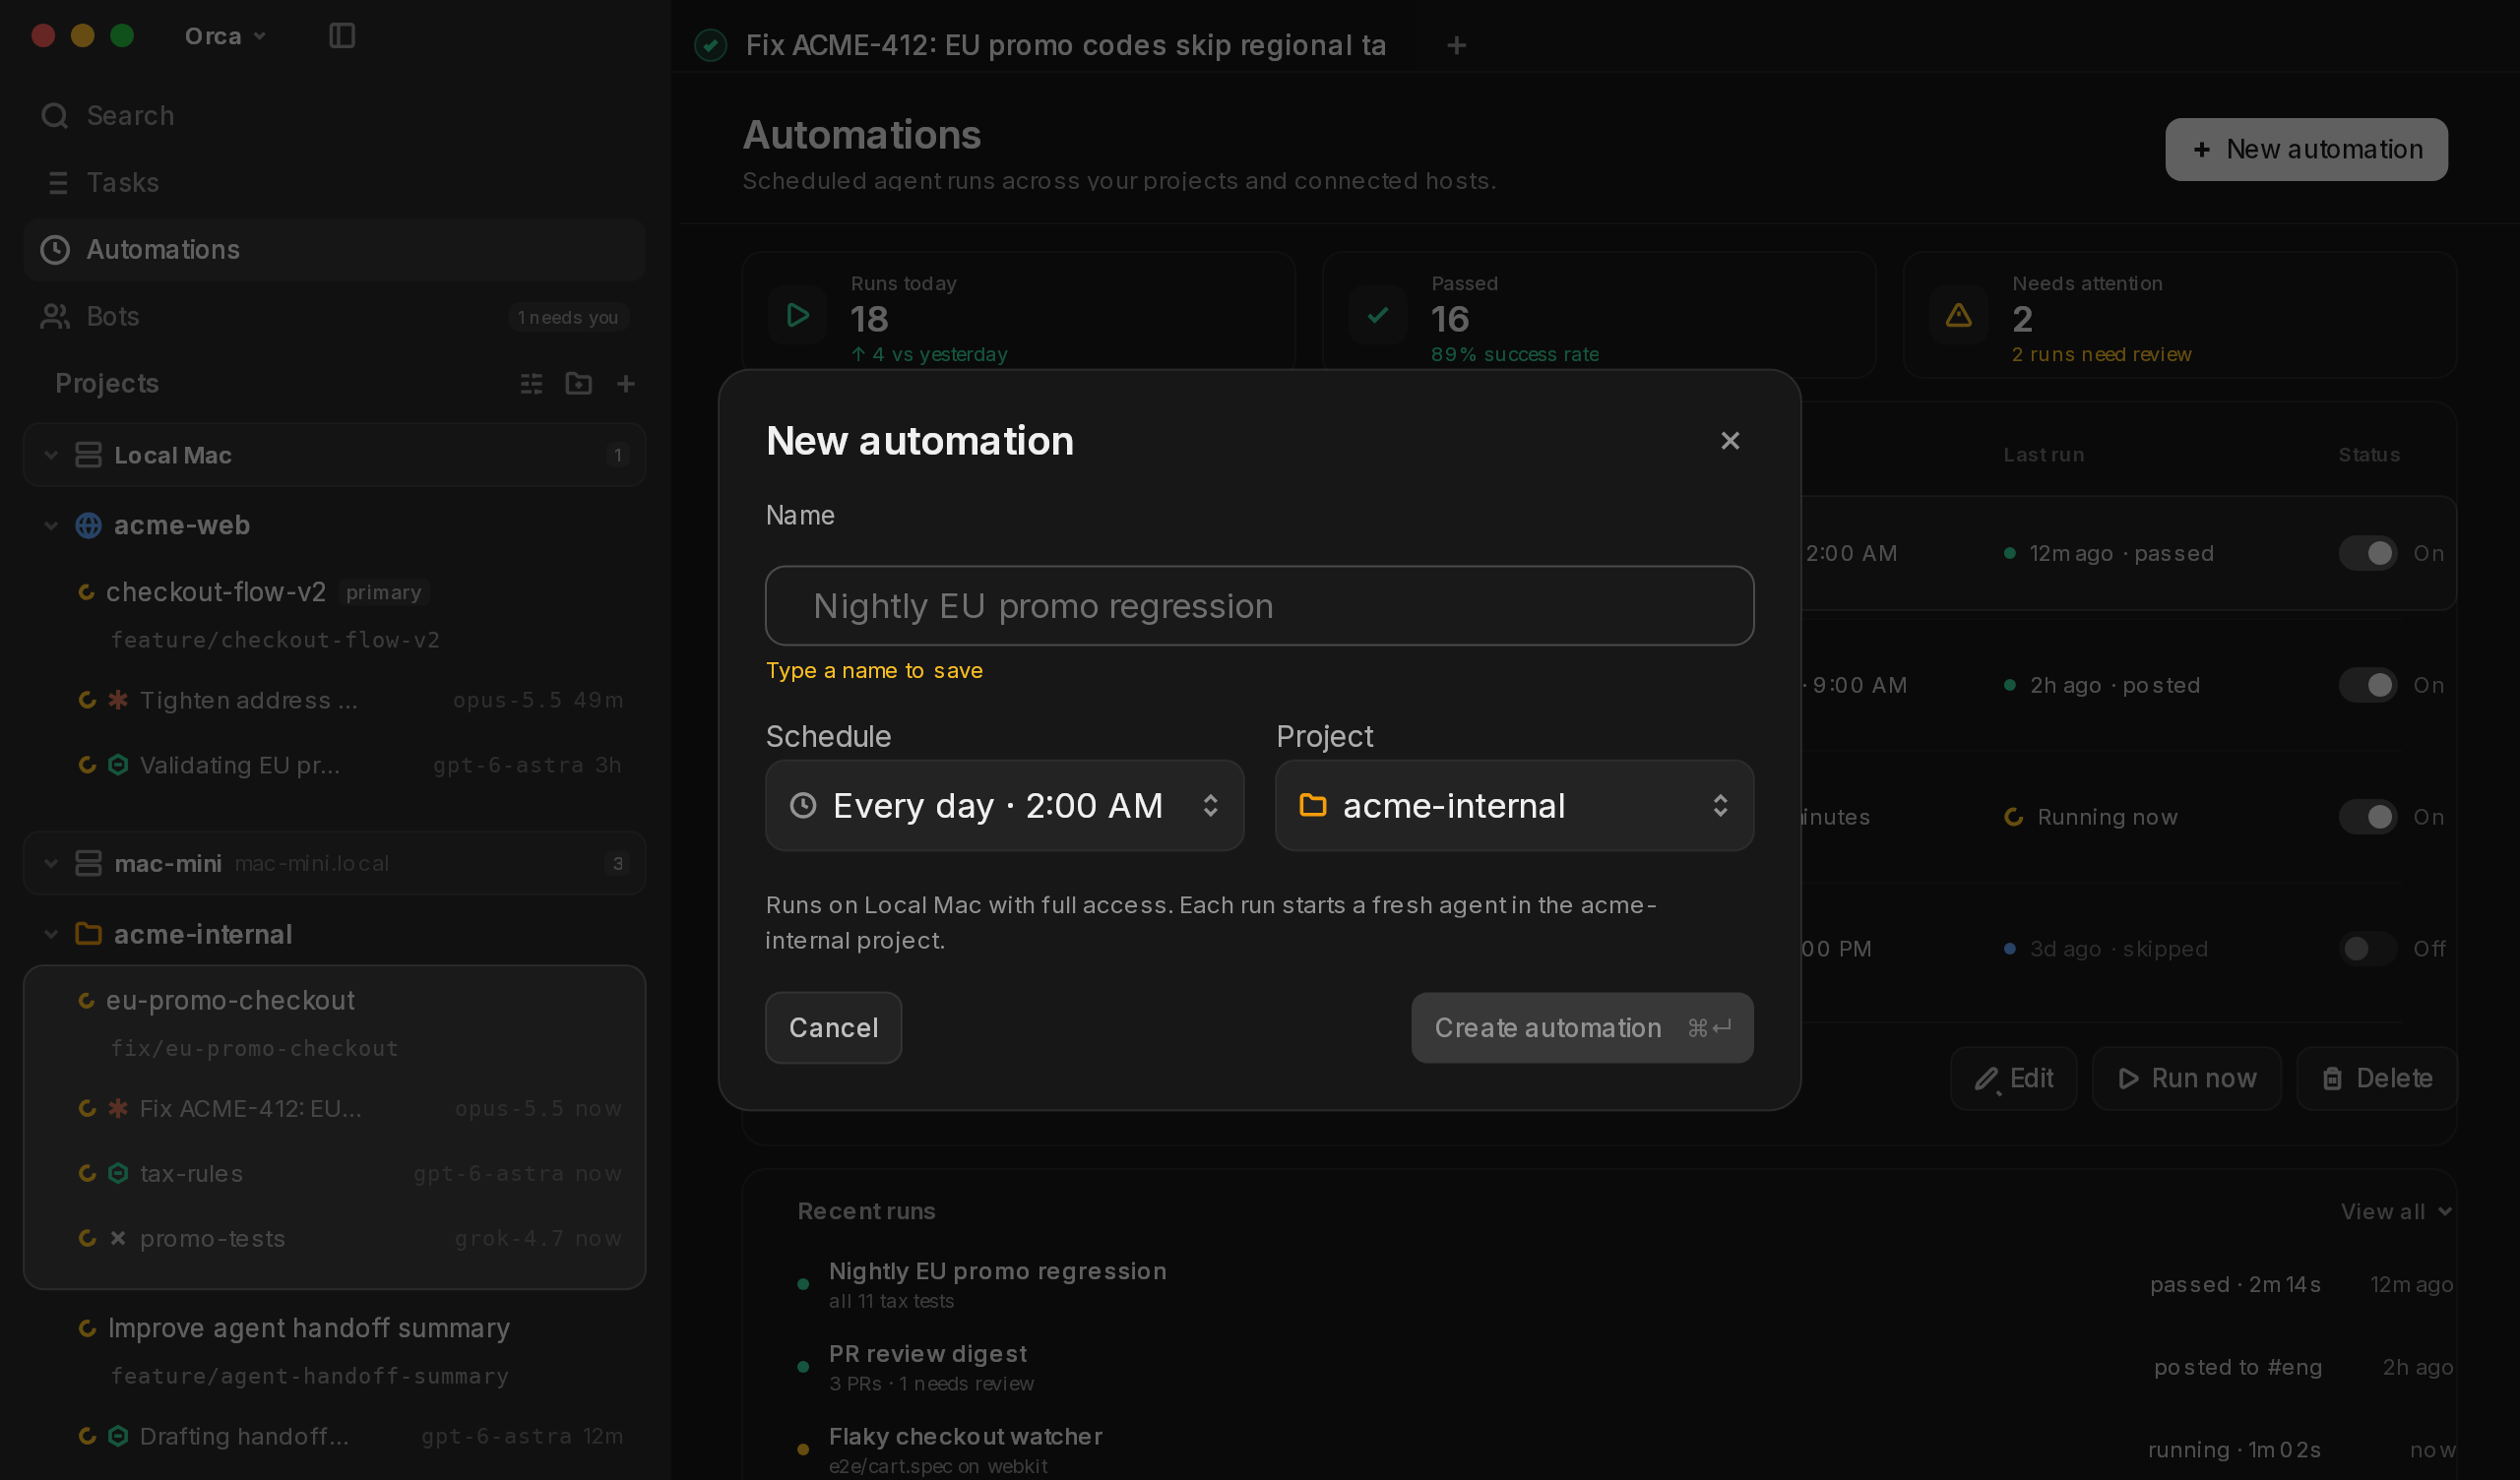 Orca
Search
Tasks
Automations
Bots
1 needs you
Projects
Local Mac
1
acme-web
checkout-flow-v2
primary
feature/checkout-flow-v2
Tighten address ...
opus-5.5 49m
Validating EU pr...
gpt-6-astra 3h
mac-mini mac-mini.local
3
acme-internal
eu-promo-checkout
fix/eu-promo-checkout
Fix ACME-412: EU...
opus-5.5 now
tax-rules
gpt-6-astra now
promo-tests
grok-4.7 now
Improve agent handoff summary
feature/agent-handoff-summary
Drafting handoff...
gpt-6-astra 12m
Fix ACME-412: EU promo codes skip regional ta
Automations
Scheduled agent runs across your projects and connected hosts.
+ New automation
Runs today
18
↑ 4 vs yesterday
Passed
16
89% success rate
Needs attention
2
2 runs need review
Last run
Status
2:00 AM
12m ago · passed
On
· 9:00 AM
2h ago · posted
On
inutes
Running now
On
00 PM
3d ago · skipped
Off
Edit
Run now
Delete
New automation
Name
Nightly EU promo regression
Type a name to save
Schedule
Project
Every day · 2:00 AM
acme-internal
Runs on Local Mac with full access. Each run starts a fresh agent in the acme-
internal project.
Cancel
Create automation ⌘↵
Recent runs
View all
Nightly EU promo regression
all 11 tax tests
passed · 2m 14s
12m ago
PR review digest
3 PRs · 1 needs review
posted to #eng
2h ago
Flaky checkout watcher
e2e/cart.spec on webkit
running · 1m 02s
now